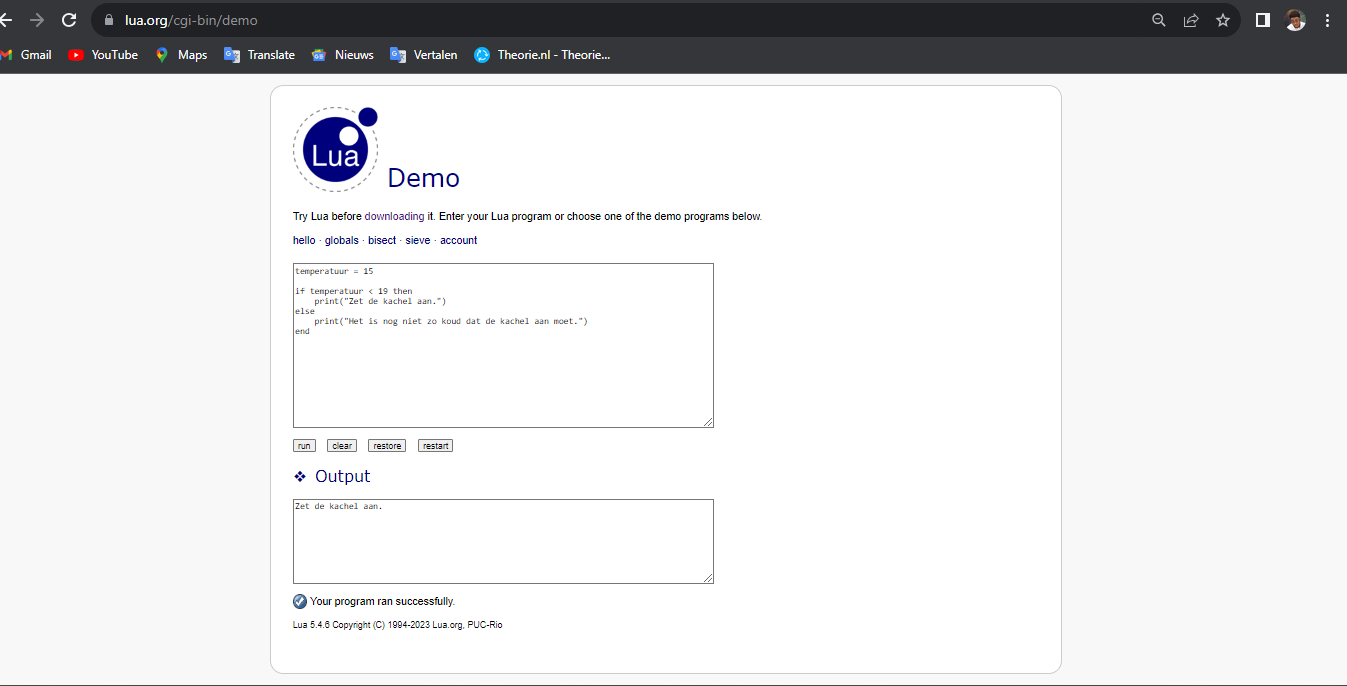 lua.org/cgi-bin/demo
Gmail YouTube Maps Translate Nieuws Vertalen Theorie.nl - Theorie...
Lua
Demo
Try Lua before downloading it. Enter your Lua program or choose one of the demo programs below.
hello · globals · bisect · sieve · account
temperatuur = 15
if temperatuur < 19 then
    print("Zet de kachel aan.")
else
    print("Het is nog niet zo koud dat de kachel aan moet.")
end
run clear restore restart
❖ Output
Zet de kachel aan.
Your program ran successfully.
Lua 5.4.6 Copyright (C) 1994-2023 Lua.org, PUC-Rio